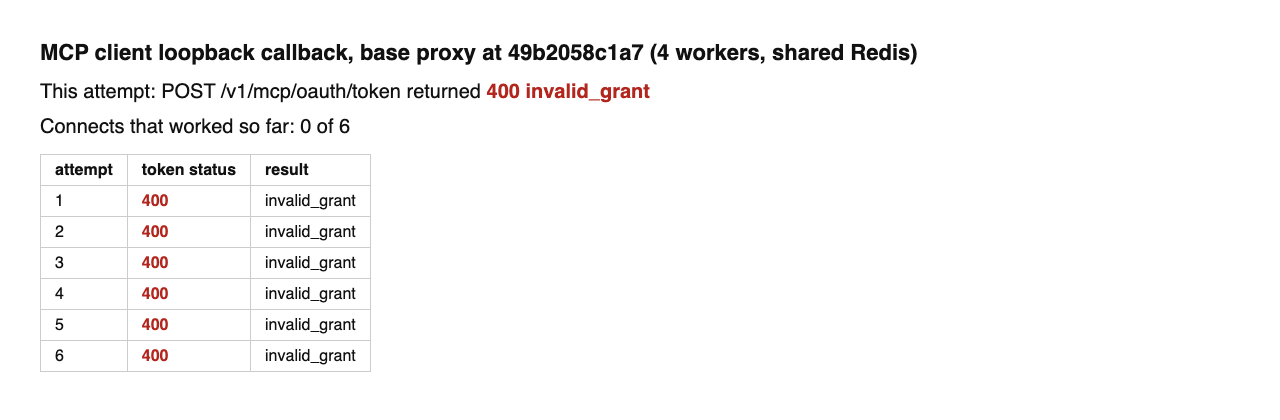 MCP client loopback callback, base proxy at 49b2058c1a7 (4 workers, shared Redis)
This attempt: POST /v1/mcp/oauth/token returned 400 invalid_grant
Connects that worked so far: 0 of 6
attempt token status result
1 400 invalid_grant
2 400 invalid_grant
3 400 invalid_grant
4 400 invalid_grant
5 400 invalid_grant
6 400 invalid_grant